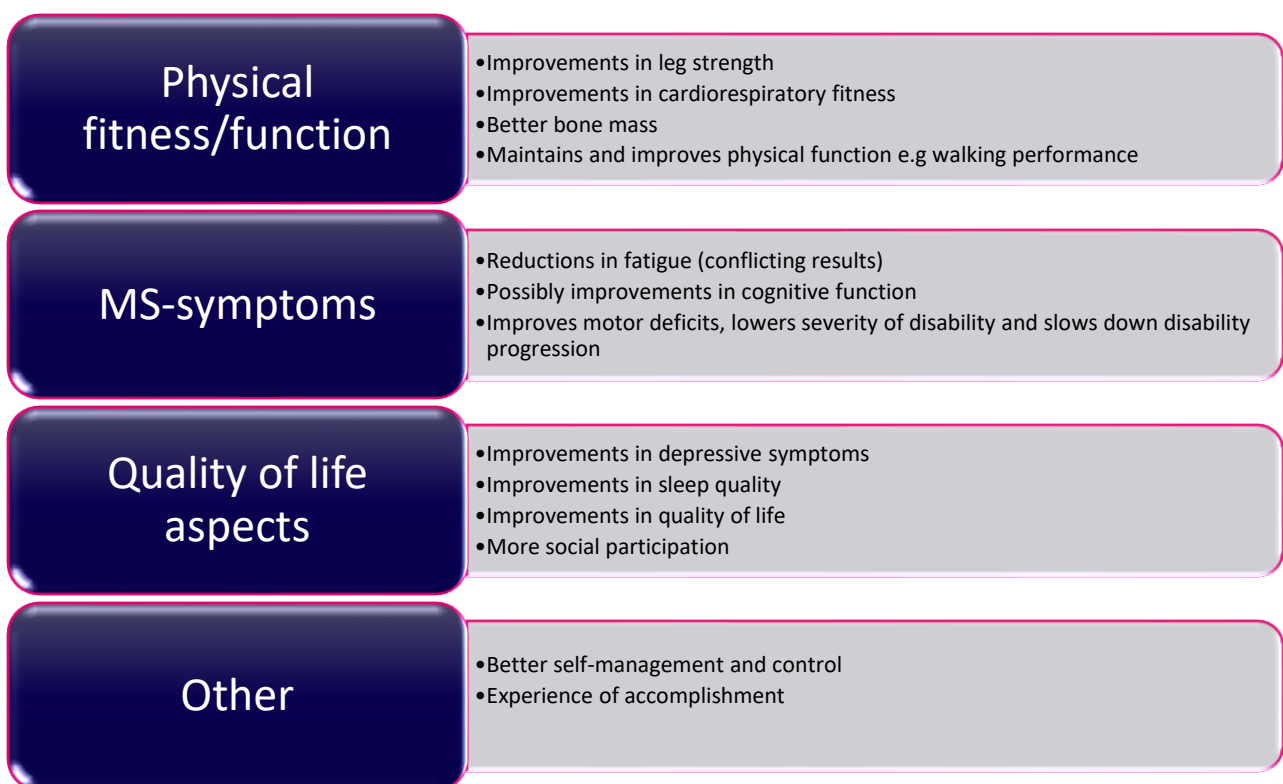 Physical
fitness/function
•Improvements in leg strength
•Improvements in cardiorespiratory fitness
•Better bone mass
•Maintains and improves physical function e.g walking performance
MS-symptoms
•Reductions in fatigue (conflicting results)
•Possibly improvements in cognitive function
•Improves motor deficits, lowers severity of disability and slows down disability
progression
Quality of life
aspects
•Improvements in depressive symptoms
•Improvements in sleep quality
•Improvements in quality of life
•More social participation
Other
•Better self-management and control
•Experience of accomplishment